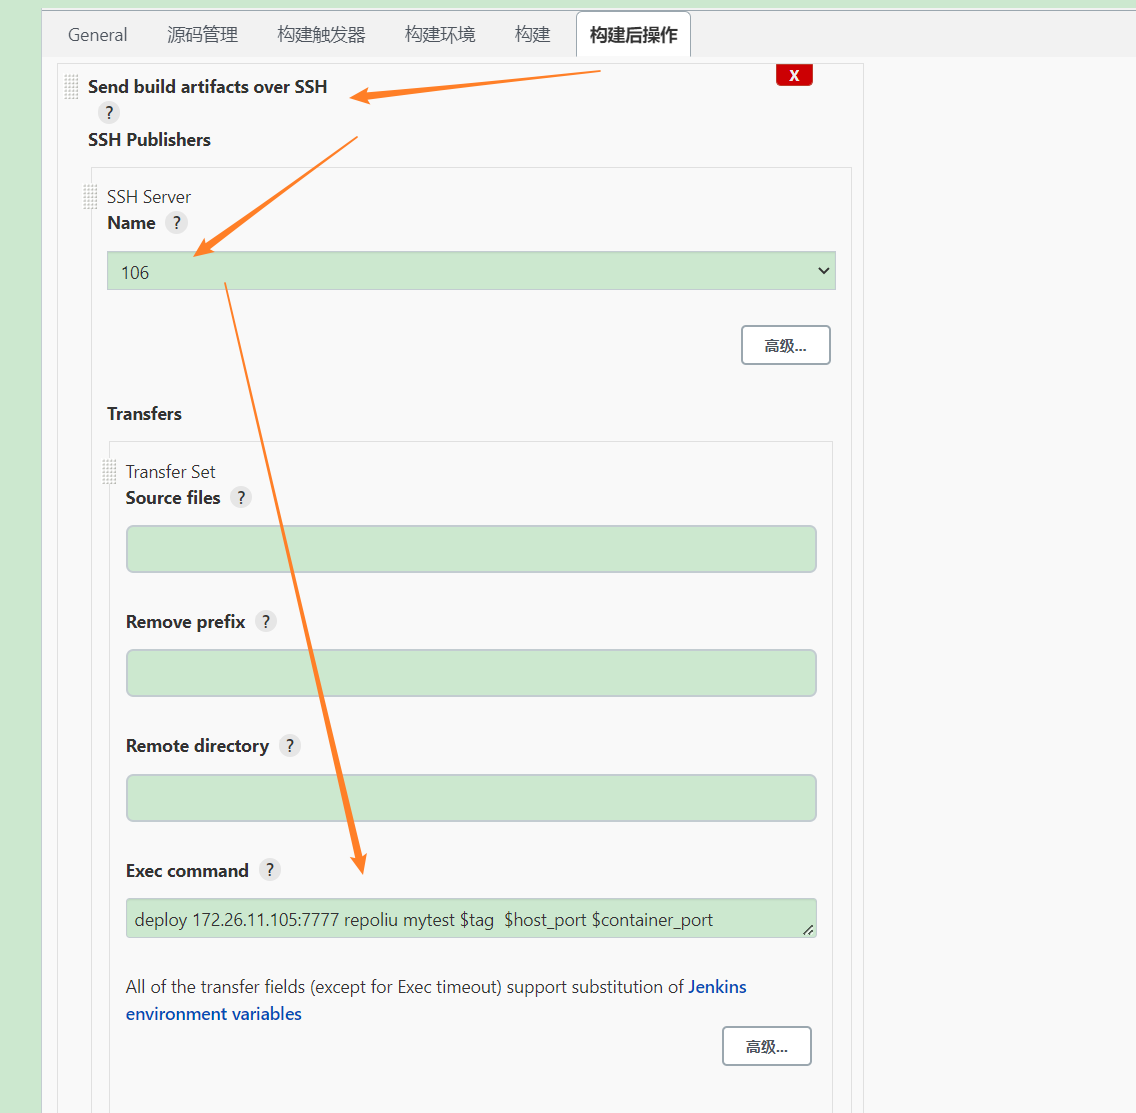 General 源码管理 构建触发器 构建环境 构建 构建后操作
X
Send build artifacts over SSH
?
SSH Publishers
SSH Server
Name ?
106
高级...
Transfers
Transfer Set
Source files ?
Remove prefix ?
Remote directory ?
Exec command ?
deploy 172.26.11.105:7777 repoliu mytest $tag  $host_port $container_port
All of the transfer fields (except for Exec timeout) support substitution of Jenkins
environment variables
高级...